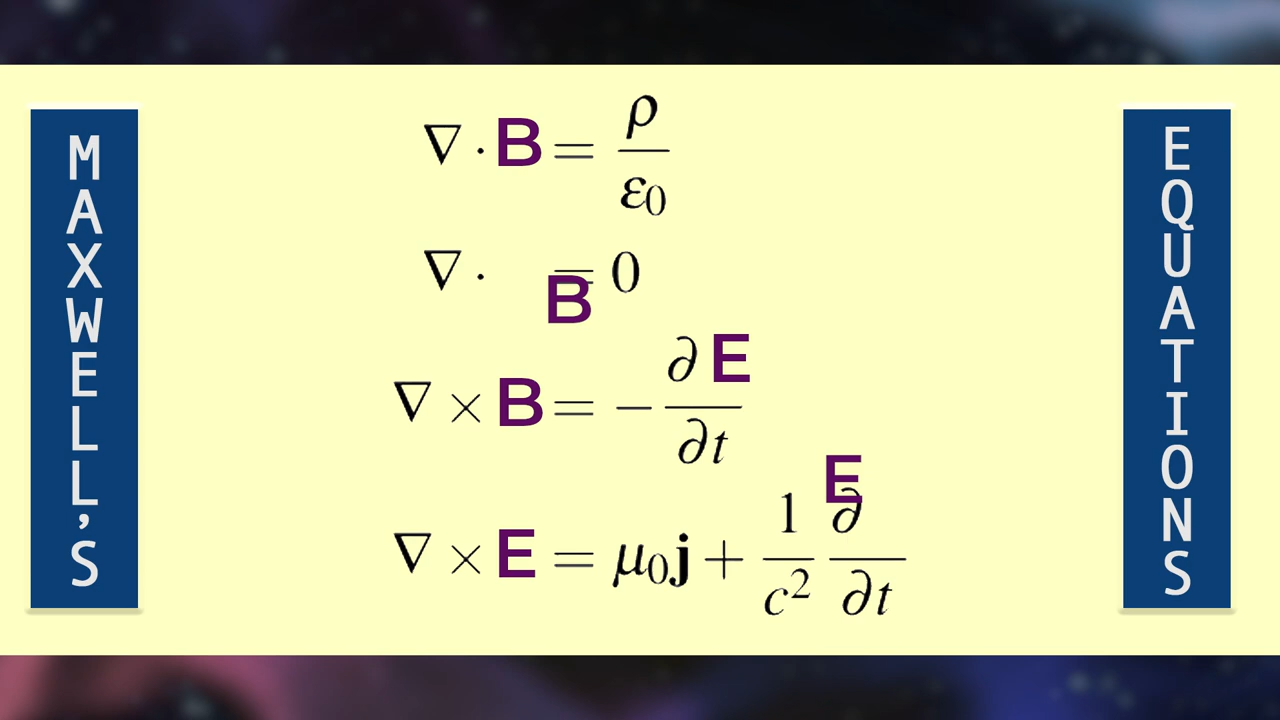 MAXWELL'S
∇ · B = ρ/ε₀
∇ · B = 0
∇ × B = − ∂E/∂t
∇ × E = μ₀j + 1/c² E∂/∂t
EQUATIONS